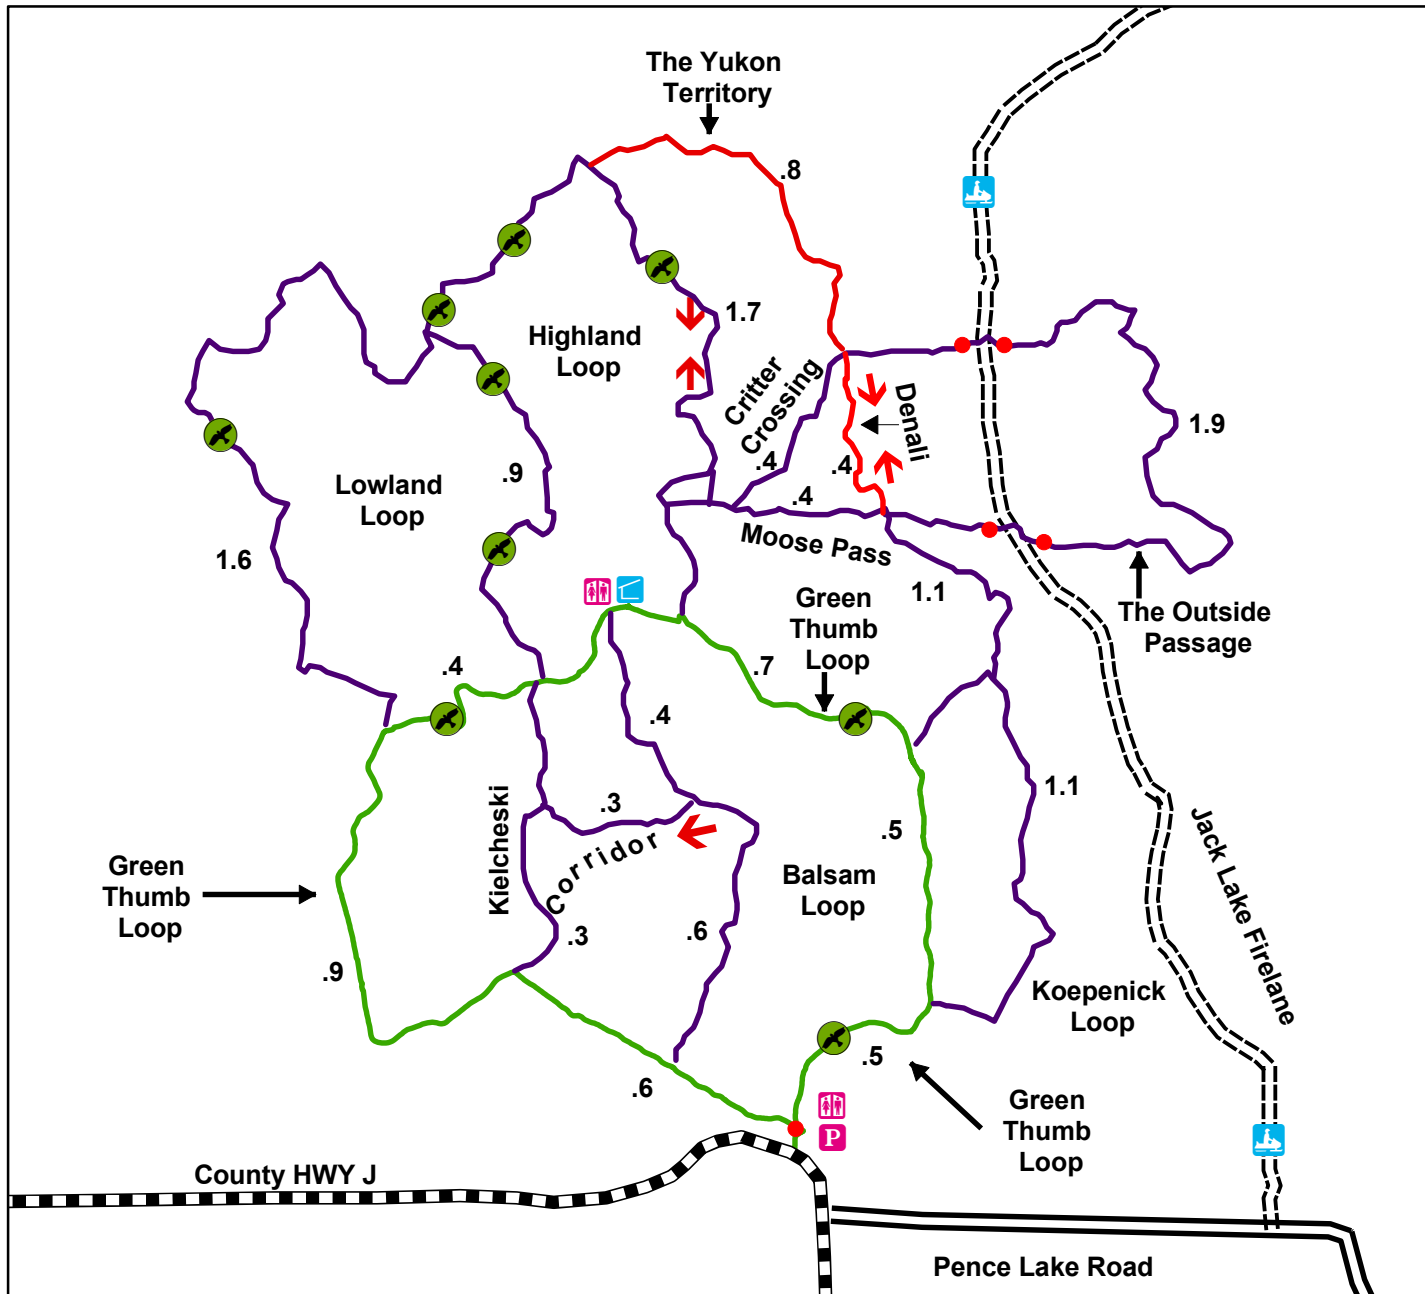 The Yukon
Territory
.8
Highland
Loop
1.7
Critter
Crossing
.4
.4
Denali
1.9
Lowland
Loop
.9
.4
Moose Pass
1.6
1.1
Green
Thumb
Loop
The Outside
Passage
.4
.7
.4
1.1
Kielcheski
Corridor
.3
.5
Jack Lake Firelane
Green
Thumb
Loop
Balsam
Loop
.3
.6
.9
Koepenick
Loop
.5
.6
Green
Thumb
Loop
P
County HWY J
Pence Lake Road